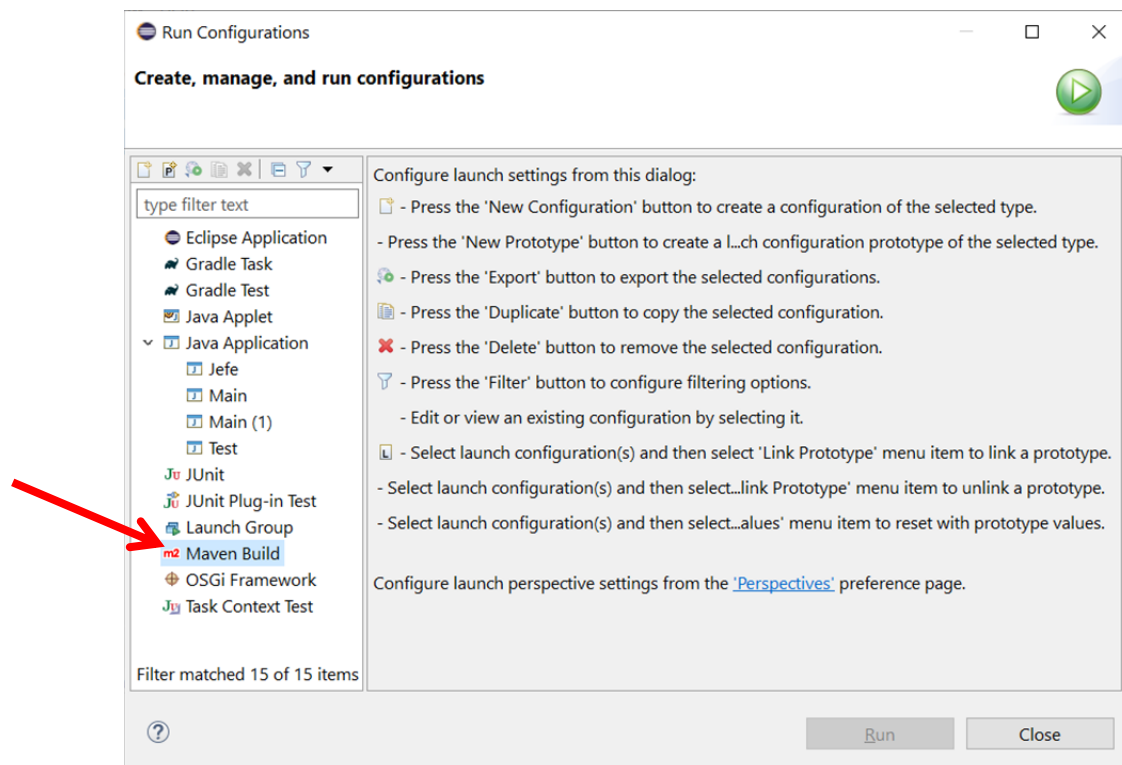 Run Configurations
Create, manage, and run configurations
type filter text
Eclipse Application
Gradle Task
Gradle Test
Java Applet
Java Application
Jefe
Main
Main (1)
Test
JUnit
JUnit Plug-in Test
Launch Group
m2 Maven Build
OSGi Framework
Task Context Test
Filter matched 15 of 15 items
Configure launch settings from this dialog:
- Press the 'New Configuration' button to create a configuration of the selected type.
- Press the 'New Prototype' button to create a l...ch configuration prototype of the selected type.
- Press the 'Export' button to export the selected configurations.
- Press the 'Duplicate' button to copy the selected configuration.
- Press the 'Delete' button to remove the selected configuration.
- Press the 'Filter' button to configure filtering options.
- Edit or view an existing configuration by selecting it.
- Select launch configuration(s) and then select 'Link Prototype' menu item to link a prototype.
- Select launch configuration(s) and then select...link Prototype' menu item to unlink a prototype.
- Select launch configuration(s) and then select...alues' menu item to reset with prototype values.
Configure launch perspective settings from the 'Perspectives' preference page.
Run
Close